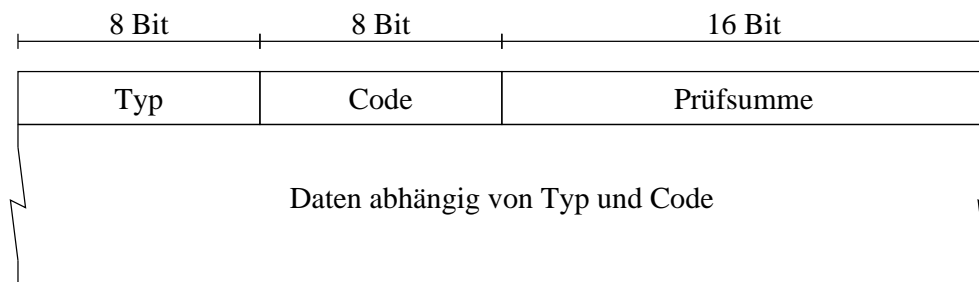 8 Bit 8 Bit 16 Bit
Typ Code Prüfsumme
Daten abhängig von Typ und Code